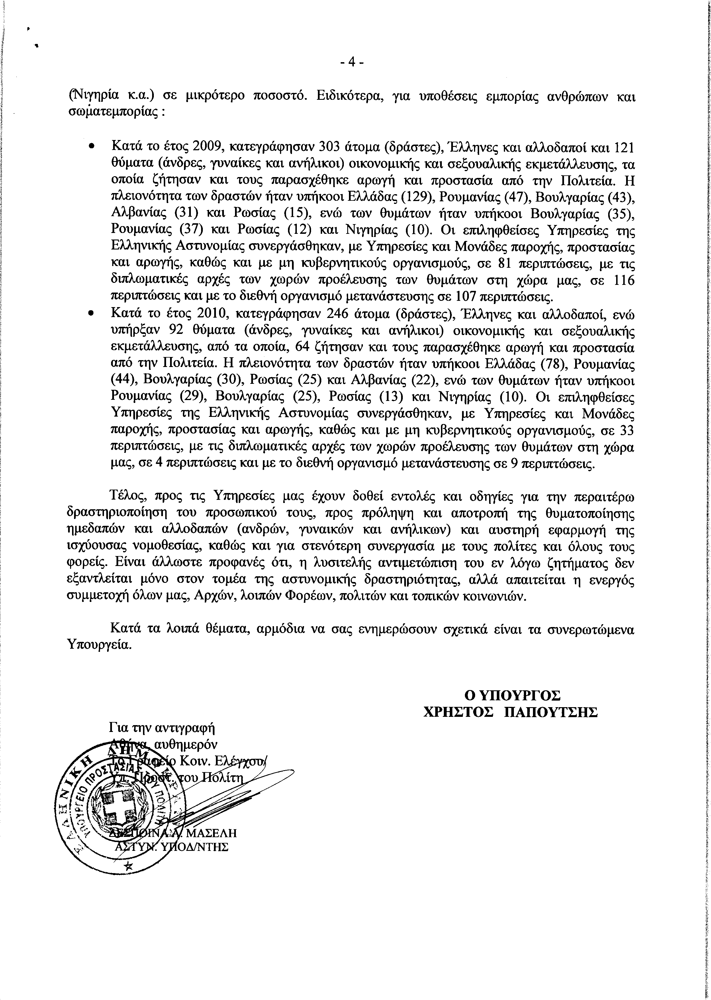 - 4 -
(Νιγηρία κ.α.) σε μικρότερο ποσοστό. Ειδικότερα, για υποθέσεις εμπορίας ανθρώπων και
σωματεμπορίας :
• Κατά το έτος 2009, κατεγράφησαν 303 άτομα (δράστες), Έλληνες και αλλοδαποί και 121
θύματα (άνδρες, γυναίκες και ανήλικοι) οικονομικής και σεξουαλικής εκμετάλλευσης, τα
οποία ζήτησαν και τους παρασχέθηκε αρωγή και προστασία από την Πολιτεία. Η
πλειονότητα των δραστών ήταν υπήκοοι Ελλάδας (129), Ρουμανίας (47), Βουλγαρίας (43),
Αλβανίας (31) και Ρωσίας (15), ενώ των θυμάτων ήταν υπήκοοι Βουλγαρίας (35),
Ρουμανίας (37) και Ρωσίας (12) και Νιγηρίας (10). Οι επιληφθείσες Υπηρεσίες της
Ελληνικής Αστυνομίας συνεργάσθηκαν, με Υπηρεσίες και Μονάδες παροχής, προστασίας
και αρωγής, καθώς και με μη κυβερνητικούς οργανισμούς, σε 81 περιπτώσεις, με τις
διπλωματικές αρχές των χωρών προέλευσης των θυμάτων στη χώρα μας, σε 116
περιπτώσεις και με το διεθνή οργανισμό μετανάστευσης σε 107 περιπτώσεις.
• Κατά το έτος 2010, κατεγράφησαν 246 άτομα (δράστες), Έλληνες και αλλοδαποί, ενώ
υπήρξαν 92 θύματα (άνδρες, γυναίκες και ανήλικοι) οικονομικής και σεξουαλικής
εκμετάλλευσης, από τα οποία, 64 ζήτησαν και τους παρασχέθηκε αρωγή και προστασία
από την Πολιτεία. Η πλειονότητα των δραστών ήταν υπήκοοι Ελλάδας (78), Ρουμανίας
(44), Βουλγαρίας (30), Ρωσίας (25) και Αλβανίας (22), ενώ των θυμάτων ήταν υπήκοοι
Ρουμανίας (29), Βουλγαρίας (25), Ρωσίας (13) και Νιγηρίας (10). Οι επιληφθείσες
Υπηρεσίες της Ελληνικής Αστυνομίας συνεργάσθηκαν, με Υπηρεσίες και Μονάδες
παροχής, προστασίας και αρωγής, καθώς και με μη κυβερνητικούς οργανισμούς, σε 33
περιπτώσεις, με τις διπλωματικές αρχές των χωρών προέλευσης των θυμάτων στη χώρα
μας, σε 4 περιπτώσεις και με το διεθνή οργανισμό μετανάστευσης σε 9 περιπτώσεις.
Τέλος, προς τις Υπηρεσίες μας έχουν δοθεί εντολές και οδηγίες για την περαιτέρω
δραστηριοποίηση του προσωπικού τους, προς πρόληψη και αποτροπή της θυματοποίησης
ημεδαπών και αλλοδαπών (ανδρών, γυναικών και ανήλικων) και αυστηρή εφαρμογή της
ισχύουσας νομοθεσίας, καθώς και για στενότερη συνεργασία με τους πολίτες και όλους τους
φορείς. Είναι άλλωστε προφανές ότι, η λυσιτελής αντιμετώπιση του εν λόγω ζητήματος δεν
εξαντλείται μόνο στον τομέα της αστυνομικής δραστηριότητας, αλλά απαιτείται η ενεργός
συμμετοχή όλων μας, Αρχών, λοιπών Φορέων, πολιτών και τοπικών κοινωνιών.
Κατά τα λοιπά θέματα, αρμόδια να σας ενημερώσουν σχετικά είναι τα συνερωτώμενα
Υπουργεία.
Ο ΥΠΟΥΡΓΟΣ
ΧΡΗΣΤΟΣ ΠΑΠΟΥΤΣΗΣ
Για την αντιγραφή
Αθήνα, αυθημερόν
Το Γραφείο Κοιν. Ελέγχου/
Υπ. Προστ. του Πολίτη
ΕΛΛΗΝΙΚΗ ΔΗΜΟΚΡΑΤΙΑ
ΥΠΟΥΡΓΕΙΟ ΠΡΟΣΤΑΣΙΑΣ ΤΟΥ ΠΟΛΙΤΗ
ΔΕΣΠΟΙΝΑ Α. ΜΑΣΕΛΗ
ΑΣΤΥΝ. ΥΠΟΔ/ΝΤΗΣ